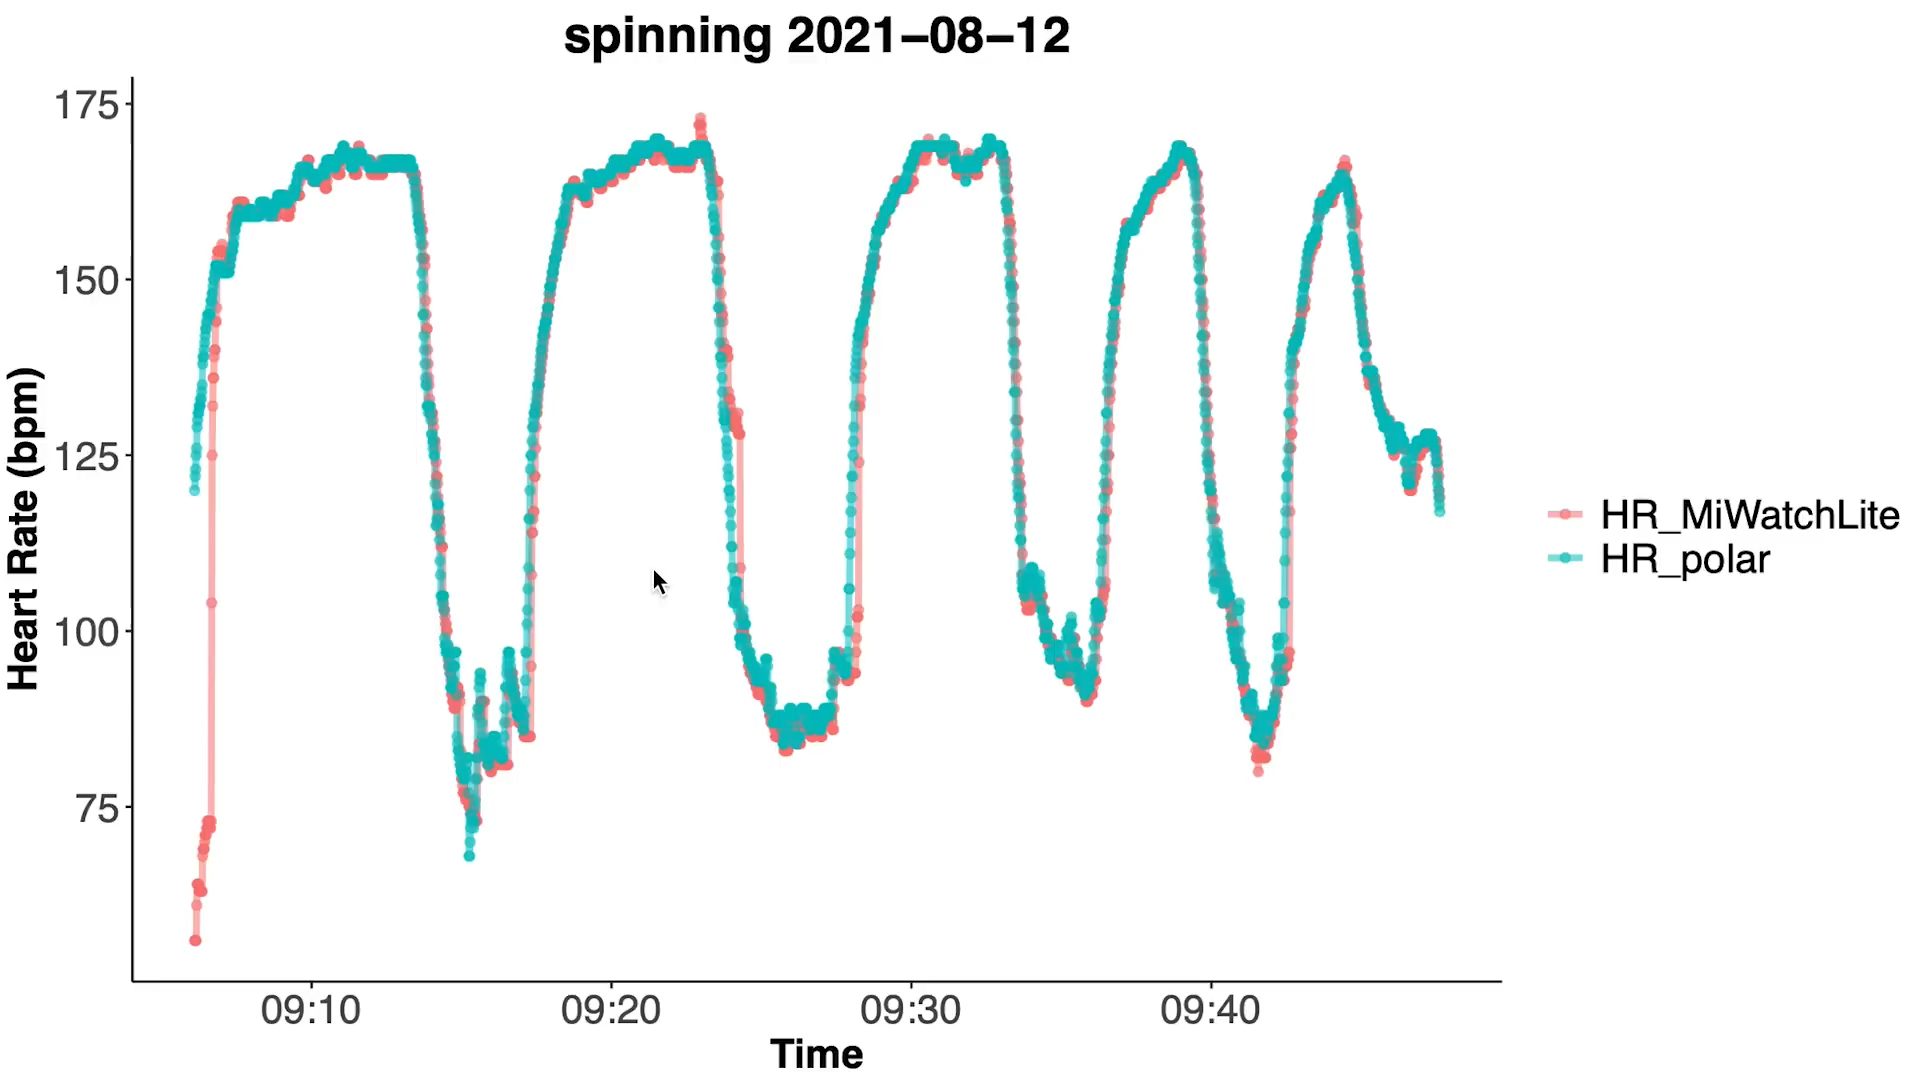 spinning 2021–08–12
Heart Rate (bpm)
175
150
125
100
75
09:10
09:20
09:30
09:40
Time
HR_MiWatchLite
HR_polar